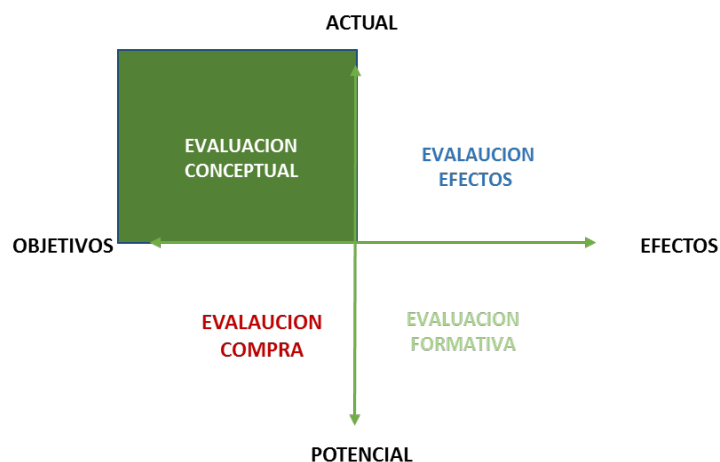 ACTUAL
EVALUACION
CONCEPTUAL
EVALAUCION
EFECTOS
OBJETIVOS
EFECTOS
EVALAUCION
COMPRA
EVALUACION
FORMATIVA
POTENCIAL